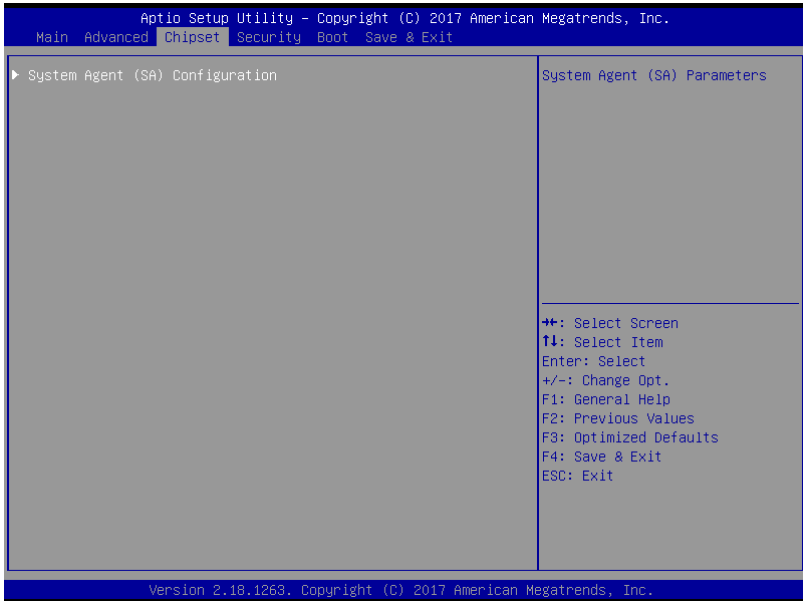 Aptio Setup Utility – Copyright (C) 2017 American Megatrends, Inc.
Main Advanced Chipset Security Boot Save & Exit
▶ System Agent (SA) Configuration
System Agent (SA) Parameters
→←: Select Screen
↑↓: Select Item
Enter: Select
+/-: Change Opt.
F1: General Help
F2: Previous Values
F3: Optimized Defaults
F4: Save & Exit
ESC: Exit
Version 2.18.1263. Copyright (C) 2017 American Megatrends, Inc.